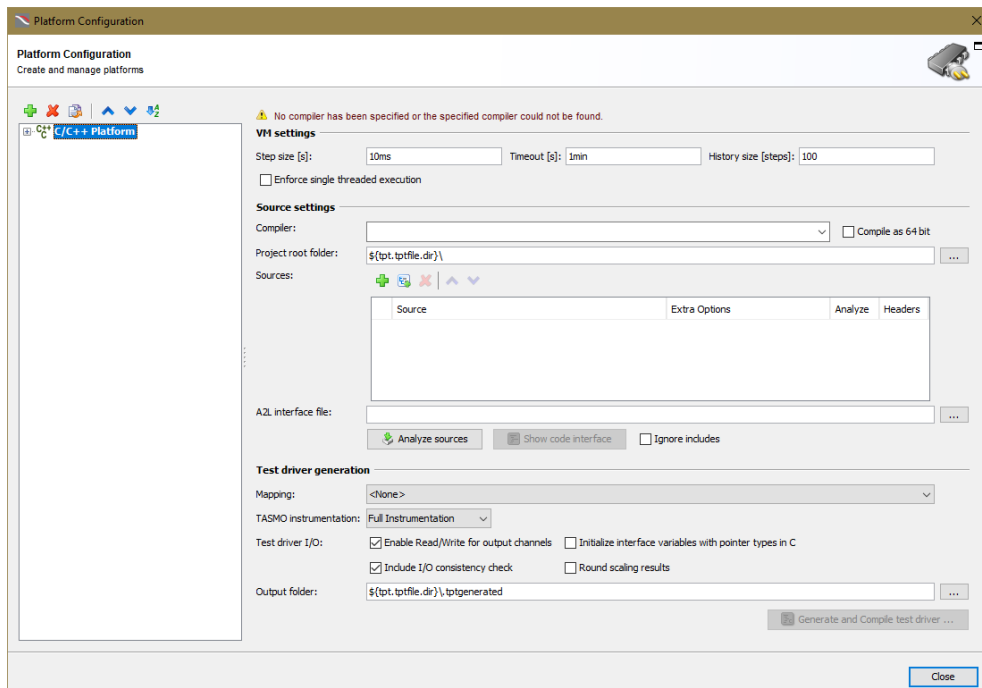 Platform Configuration
Platform Configuration
Create and manage platforms
C/C++ Platform
No compiler has been specified or the specified compiler could not be found.
VM settings
Step size [s]: 10ms Timeout [s]: 1min History size [steps]: 100
Enforce single threaded execution
Source settings
Compiler: Compile as 64 bit
Project root folder: ${tpt.tptfile.dir}\ ...
Sources:
Source Extra Options Analyze Headers
A2L interface file: ...
Analyze sources Show code interface Ignore includes
Test driver generation
Mapping: <None>
TASMO instrumentation: Full Instrumentation
Test driver I/O: Enable Read/Write for output channels Initialize interface variables with pointer types in C
Include I/O consistency check Round scaling results
Output folder: ${tpt.tptfile.dir}\.tptgenerated ...
Generate and Compile test driver ...
Close